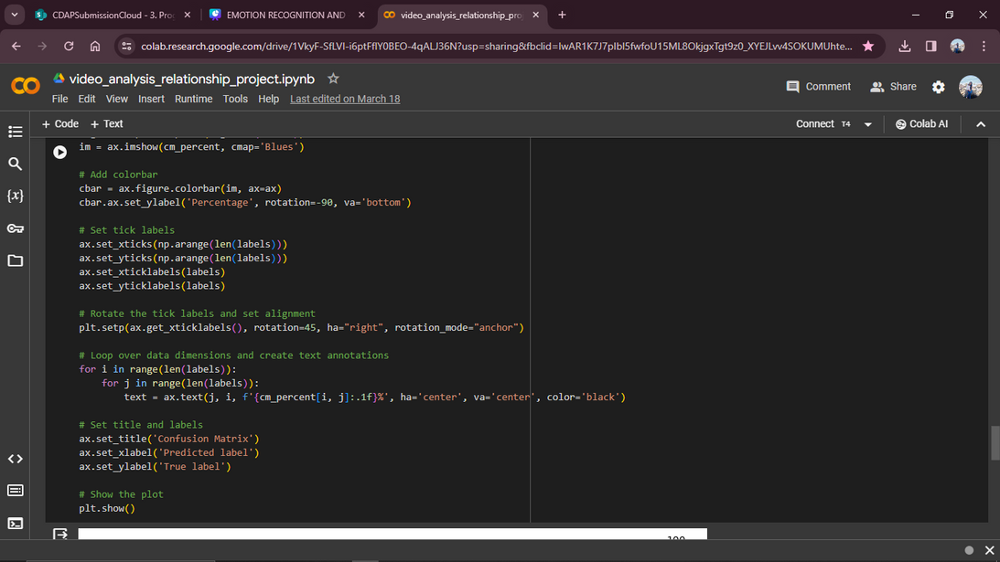 CDAPSubmissionCloud - 3. Pro
EMOTION RECOGNITION AND
video_analysis_relationship_pro
colab.research.google.com/drive/1VkyF-SfLVI-i6ptFfIY0BEO-4qALJ36N?usp=sharing&fbclid=IwAR1K7J7pIbI5fwfoU15ML8OkjgxTgt9z0_XYEJLvv4SOKUMUhte...
video_analysis_relationship_project.ipynb
File Edit View Insert Runtime Tools Help Last edited on March 18
Comment Share
+ Code + Text
Connect T4 Colab AI
im = ax.imshow(cm_percent, cmap='Blues')
# Add colorbar
cbar = ax.figure.colorbar(im, ax=ax)
cbar.ax.set_ylabel('Percentage', rotation=-90, va='bottom')
# Set tick labels
ax.set_xticks(np.arange(len(labels)))
ax.set_yticks(np.arange(len(labels)))
ax.set_xticklabels(labels)
ax.set_yticklabels(labels)
# Rotate the tick labels and set alignment
plt.setp(ax.get_xticklabels(), rotation=45, ha="right", rotation_mode="anchor")
# Loop over data dimensions and create text annotations
for i in range(len(labels)):
for j in range(len(labels)):
text = ax.text(j, i, f'{cm_percent[i, j]:.1f}%', ha='center', va='center', color='black')
# Set title and labels
ax.set_title('Confusion Matrix')
ax.set_xlabel('Predicted label')
ax.set_ylabel('True label')
# Show the plot
plt.show()